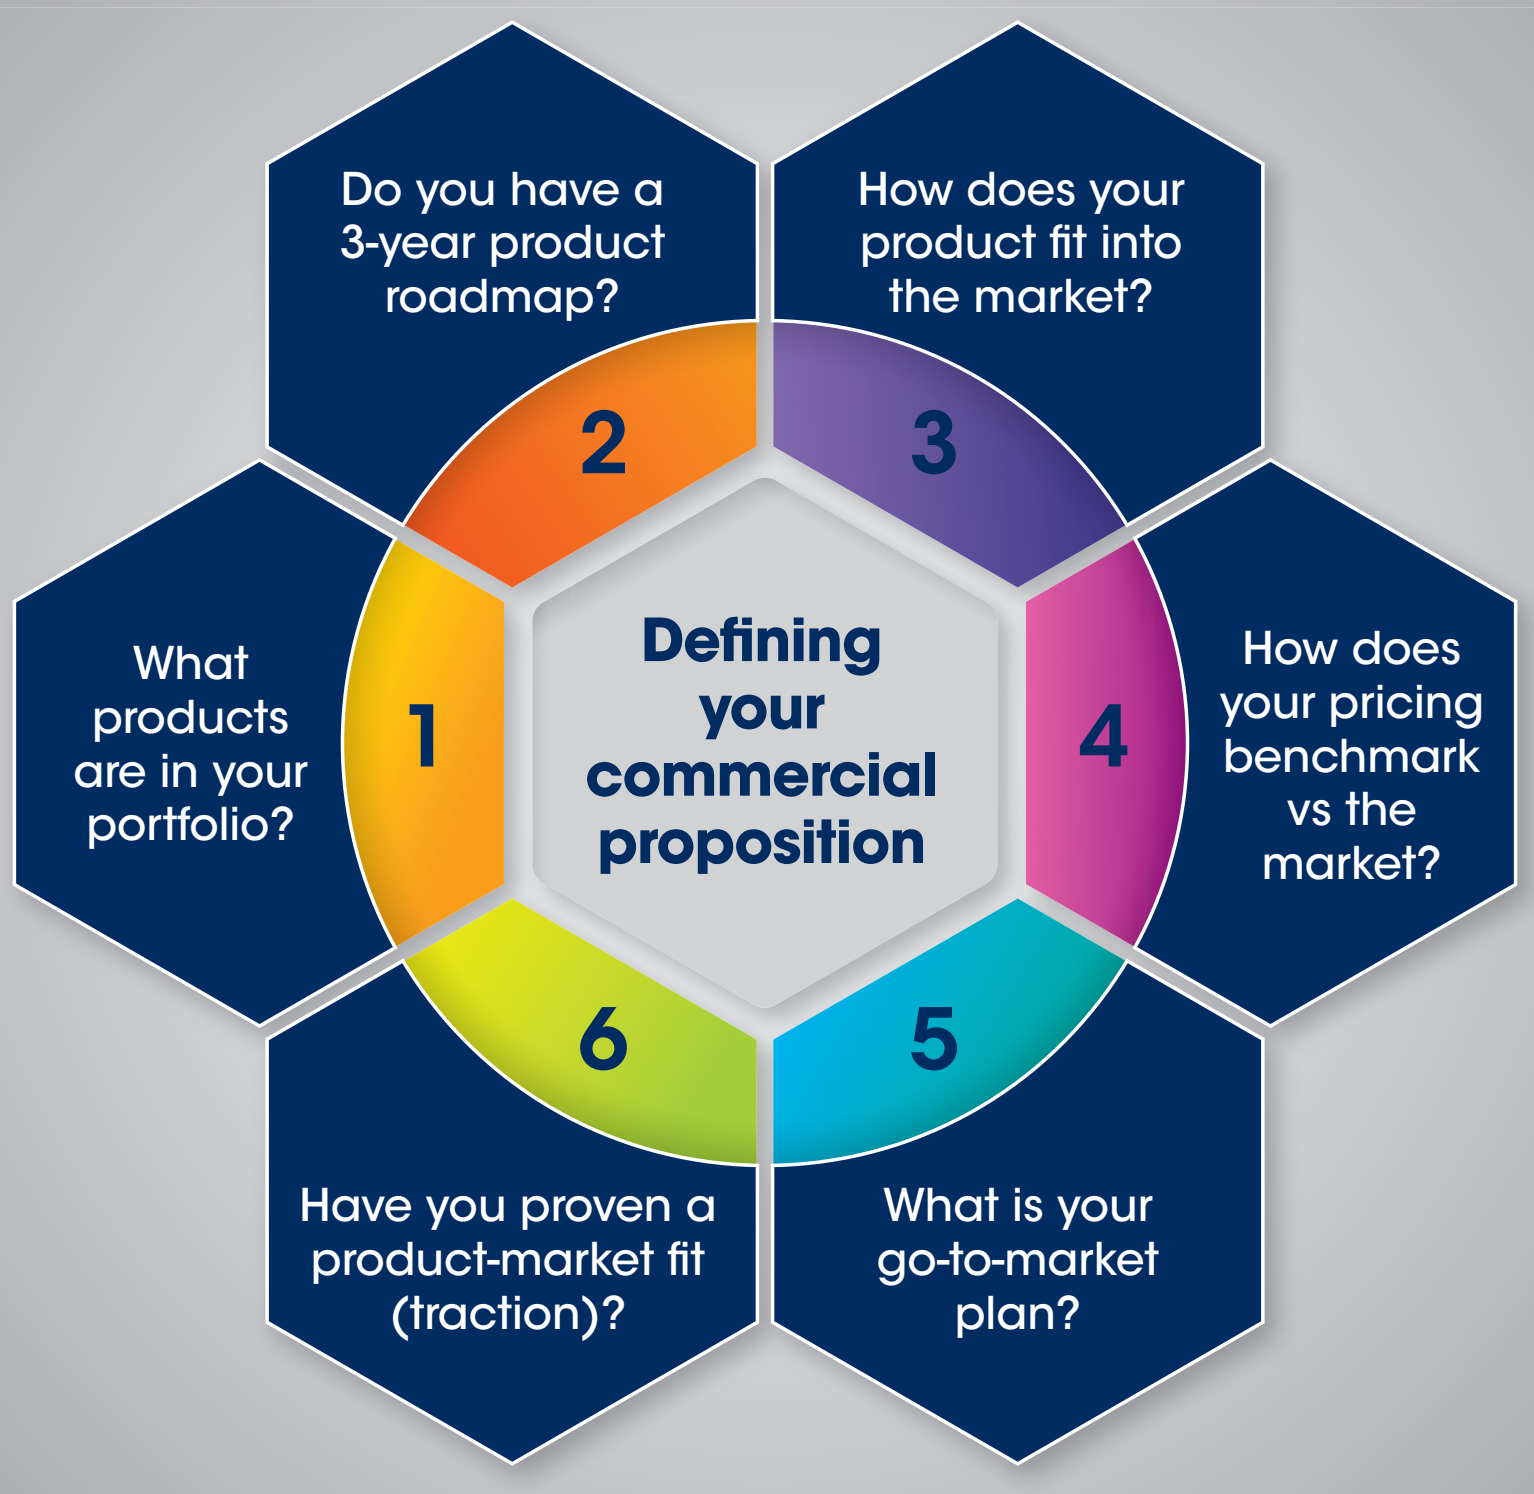 Defining
your
commercial
proposition
1
What
products
are in your
portfolio?
2
Do you have a
3-year product
roadmap?
3
How does your
product fit into
the market?
4
How does
your pricing
benchmark
vs the
market?
5
What is your
go-to-market
plan?
6
Have you proven a
product-market fit
(traction)?